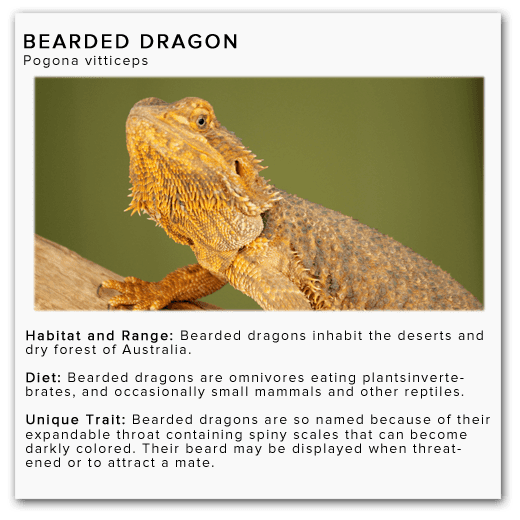 BEARDED DRAGON
Pogona vitticeps
Habitat and Range: Bearded dragons inhabit the deserts and
dry forest of Australia.
Diet: Bearded dragons are omnivores eating plantsinverte-
brates, and occasionally small mammals and other reptiles.
Unique Trait: Bearded dragons are so named because of their
expandable throat containing spiny scales that can become
darkly colored. Their beard may be displayed when threat-
ened or to attract a mate.